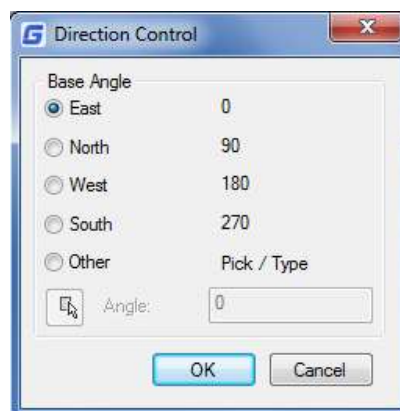 G Direction Control
Base Angle
East 0
North 90
West 180
South 270
Other Pick / Type
Angle: 0
OK Cancel